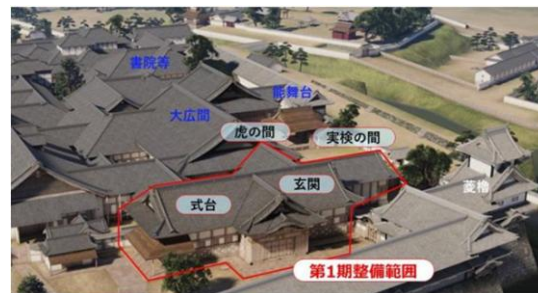 書院等
能舞台
大広間
虎の間
実検の間
玄関
菱櫓
式台
第1期整備範囲